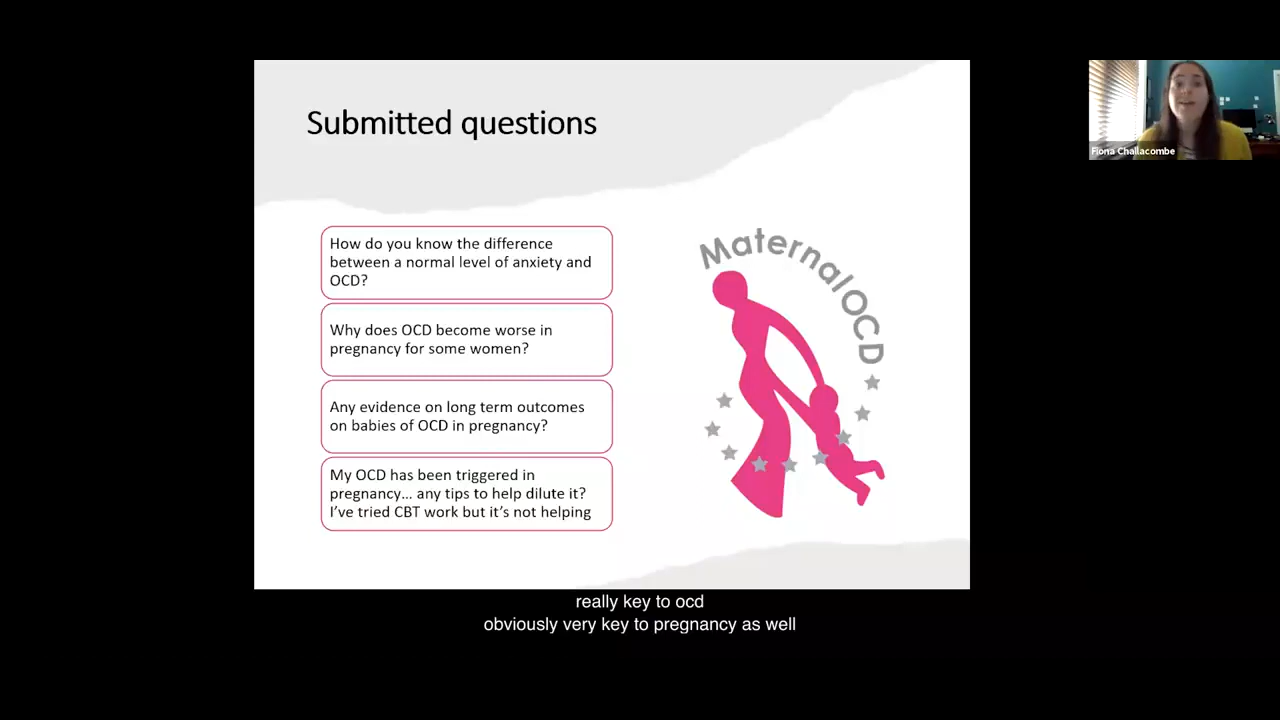 Submitted questions
How do you know the difference
between a normal level of anxiety and
OCD?
Why does OCD become worse in
pregnancy for some women?
Any evidence on long term outcomes
on babies of OCD in pregnancy?
My OCD has been triggered in
pregnancy... any tips to help dilute it?
I've tried CBT work but it's not helping
MaternalOCD
Fiona Challacombe
really key to ocd
obviously very key to pregnancy as well